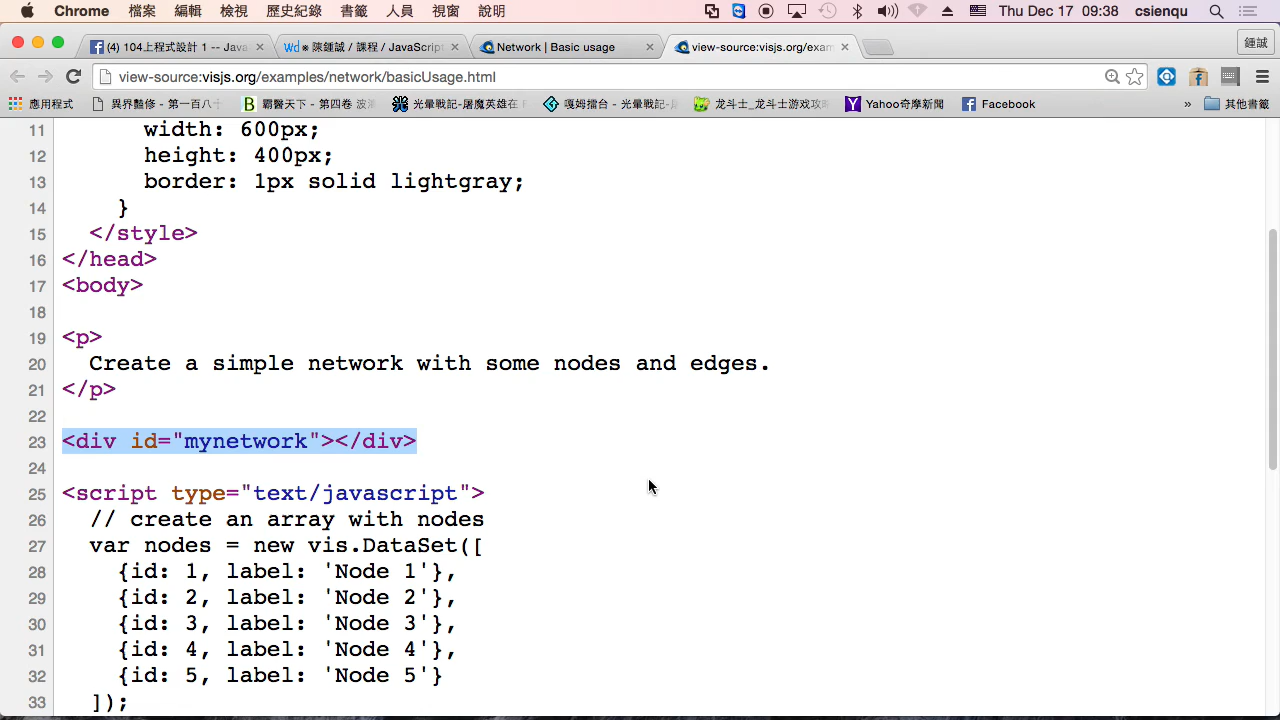 Chrome 檔案 編輯 檢視 歷史紀錄 書籤 人員 視窗 說明 Thu Dec 17 09:38 csienqu
(4) 104上程式設計 1 -- Java
陳鍾誠 / 課程 / JavaScrip
Network | Basic usage
view-source:visjs.org/exam
鍾誠
view-source:visjs.org/examples/network/basicUsage.html
應用程式
異界豔修 - 第一百八十
霸醫天下 - 第四卷 波
光暈戰記-屠魔英雄在
嘎姆擂台 - 光暈戰記-
龙斗士_龙斗士游戏攻
Yahoo奇摩新聞
Facebook
» 其他書籤
11 width: 600px;
12 height: 400px;
13 border: 1px solid lightgray;
14 }
15 </style>
16 </head>
17 <body>
18
19 <p>
20 Create a simple network with some nodes and edges.
21 </p>
22
23 <div id="mynetwork"></div>
24
25 <script type="text/javascript">
26 // create an array with nodes
27 var nodes = new vis.DataSet([
28 {id: 1, label: 'Node 1'},
29 {id: 2, label: 'Node 2'},
30 {id: 3, label: 'Node 3'},
31 {id: 4, label: 'Node 4'},
32 {id: 5, label: 'Node 5'}
33 ]);